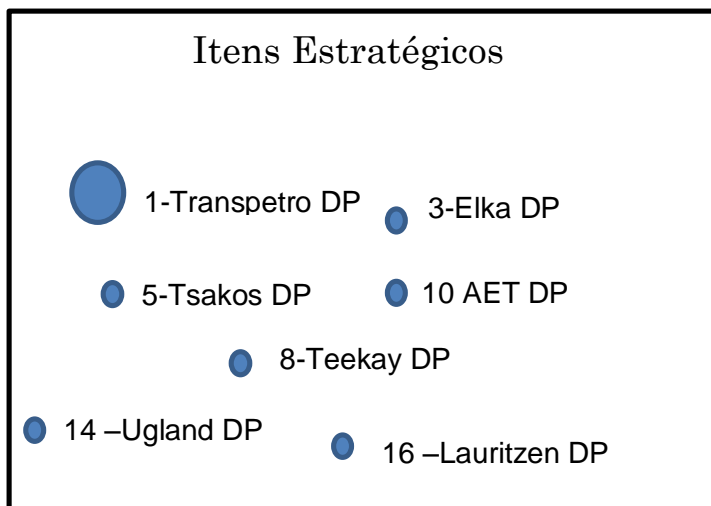 Itens Estratégicos
1-Transpetro DP
3-Elka DP
5-Tsakos DP
10 AET DP
8-Teekay DP
14 –Ugland DP
16 –Lauritzen DP